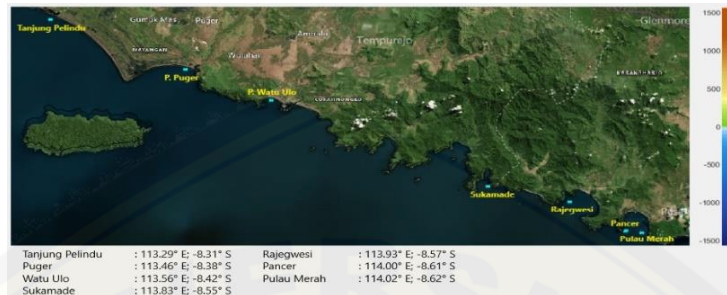 Tanjung Pelindu
Gumuk Mas
Puger
Glenmore
Tempurejo
P. Puger
P. Watu Ulo
Sukamade
Rajegwesi
Pancer
Pulau Merah
1500
1000
500
0
-500
-1000
-1500
Tanjung Pelindu : 113.29° E; -8.31° S
Puger : 113.46° E; -8.38° S
Watu Ulo : 113.56° E; -8.42° S
Sukamade : 113.83° E; -8.55° S
Rajegwesi : 113.93° E; -8.57° S
Pancer : 114.00° E; -8.61° S
Pulau Merah : 114.02° E; -8.62° S